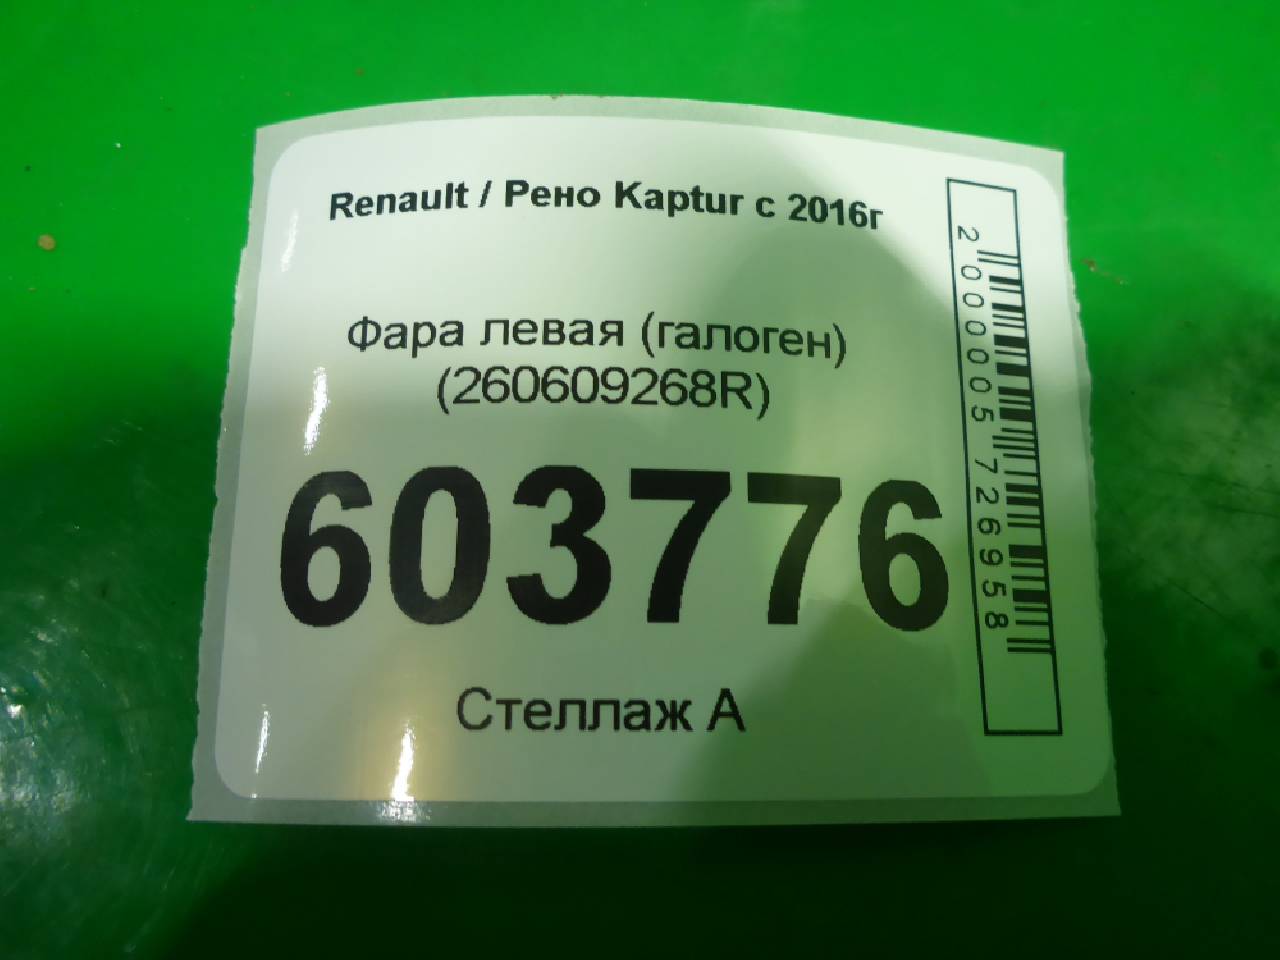 Renault / Рено Kaptur с 2016г
Фара левая (галоген)
(260609268R)
603776
Стеллаж А
2000005726958